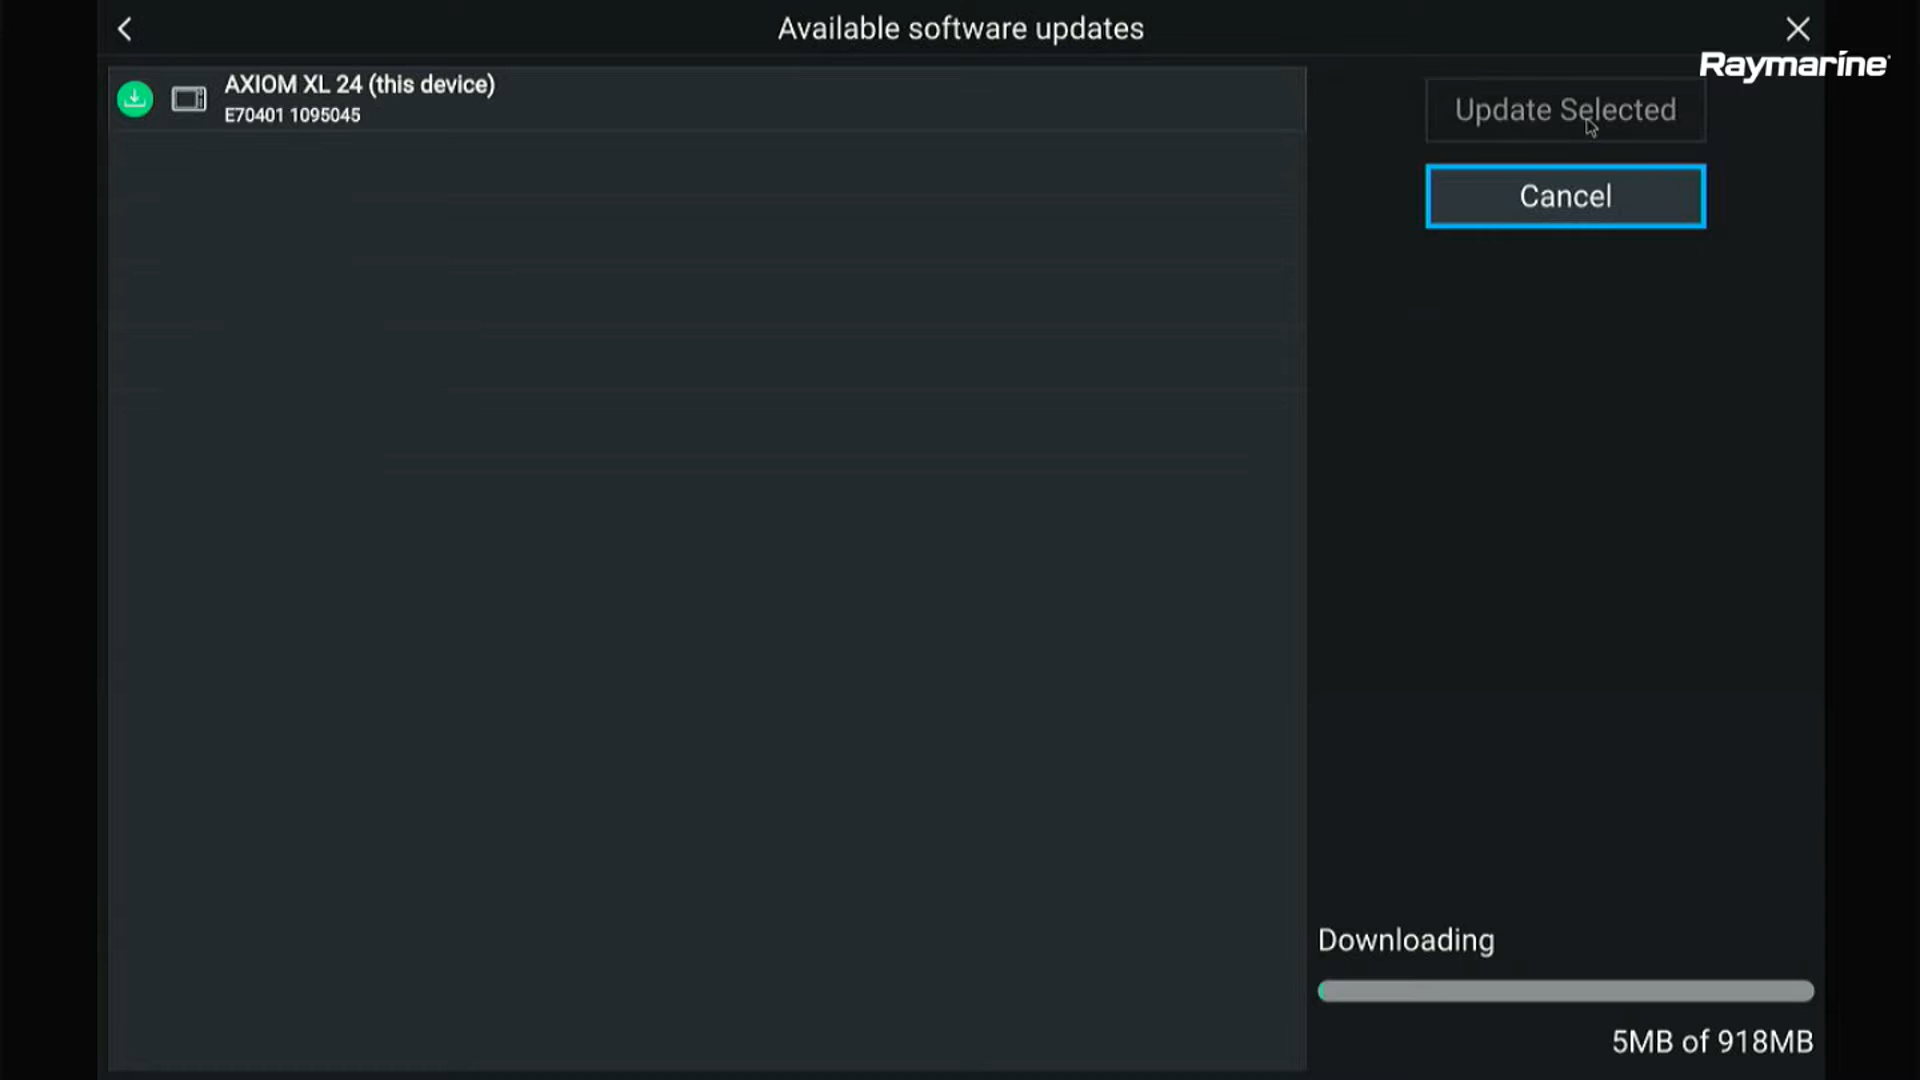 Available software updates
Raymarine
AXIOM XL 24 (this device)
E70401 1095045
Update Selected
Cancel
Downloading
5MB of 918MB